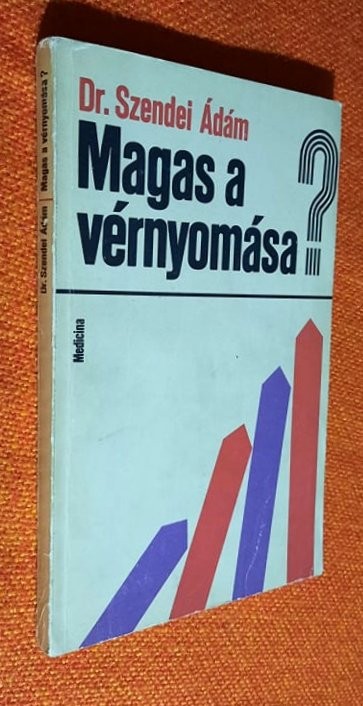 Dr. Szendei Ádám
Magas a
vérnyomása?
Medicina
Dr. Szendei Ádám | Magas a vérnyomása?